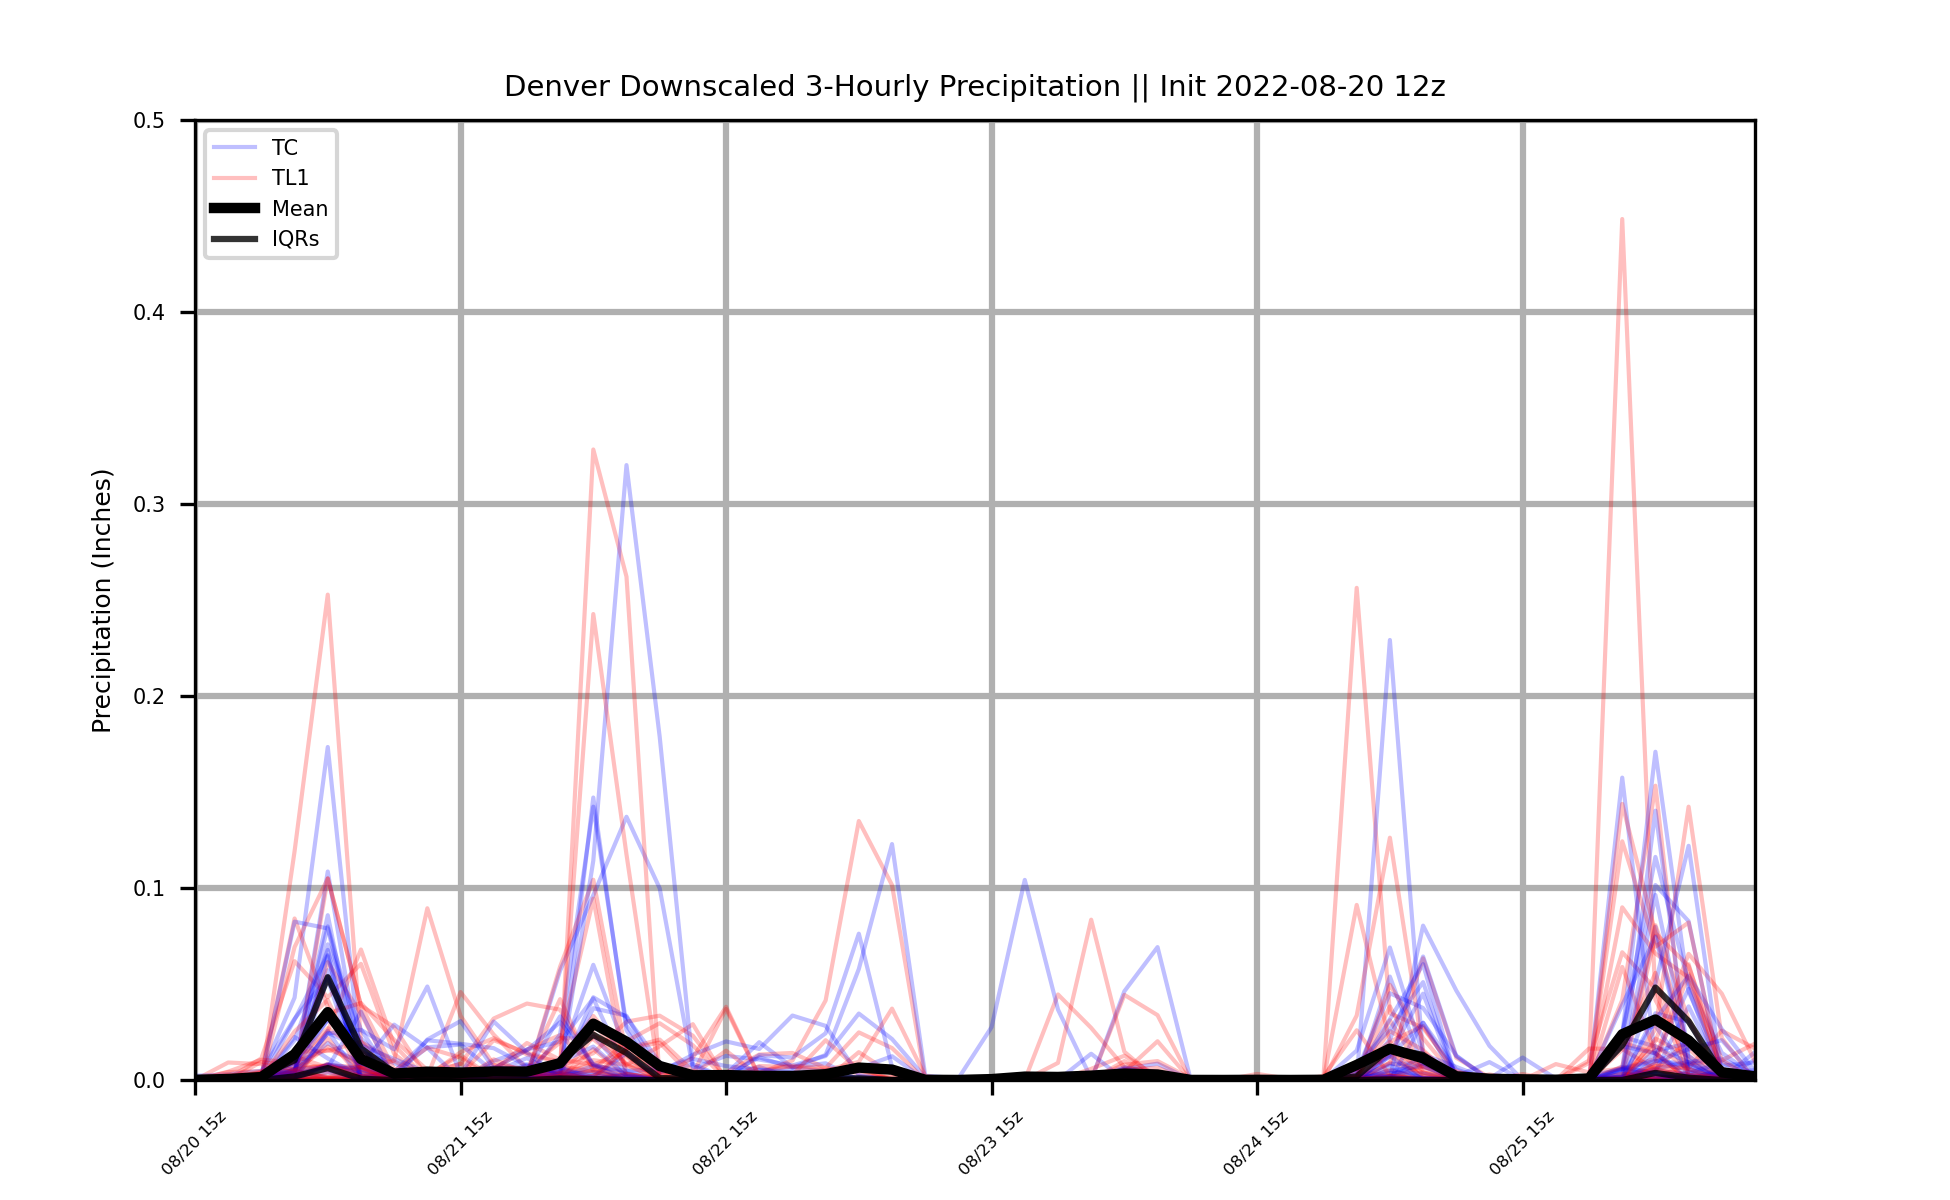 Denver Downscaled 3-Hourly Precipitation || Init 2022-08-20 12z
0.5
0.4
0.3
0.2
0.1
0.0
Precipitation (Inches)
TC
TL1
Mean
IQRs
08/20 15z
08/21 15z
08/22 15z
08/23 15z
08/24 15z
08/25 15z